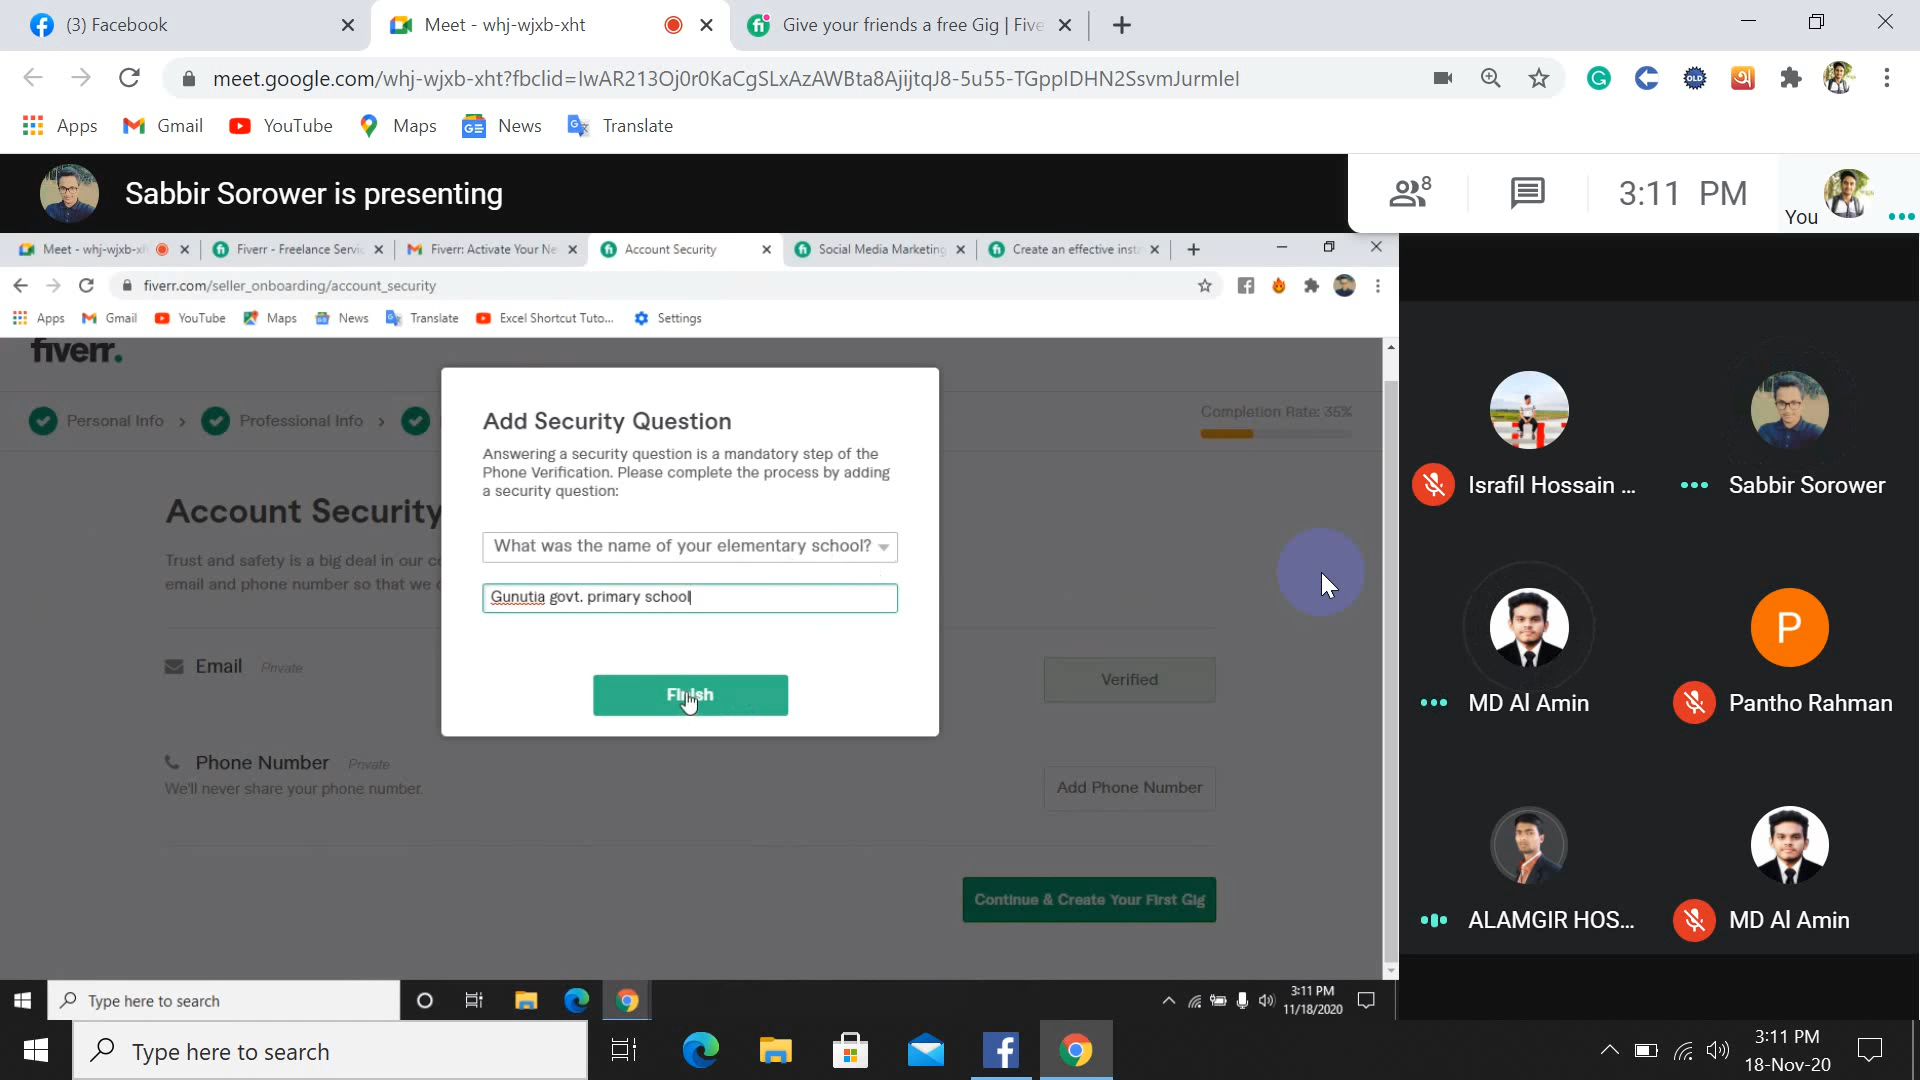 (3) Facebook
Meet - whj-wjxb-xht
Give your friends a free Gig | Five
meet.google.com/whj-wjxb-xht?fbclid=IwAR213Oj0r0KaCgSLxAzAWBta8AjijtqJ8-5u55-TGppIDHN2SsvmJurmleI
OLD
Apps
Gmail
YouTube
Maps
News
Translate
Sabbir Sorower is presenting
8
3:11 PM
You
Meet - whj-wjxb-xh
Fiverr - Freelance Servic
Fiverr: Activate Your Ne
Account Security
Social Media Marketing
Create an effective insta
fiverr.com/seller_onboarding/account_security
Apps
Gmail
YouTube
Maps
News
Translate
Excel Shortcut Tuto...
Settings
fiverr.
Personal Info
Professional Info
Completion Rate: 35%
Add Security Question
Answering a security question is a mandatory step of the
Phone Verification. Please complete the process by adding
a security question:
What was the name of your elementary school?
Gunutia govt. primary school
Finish
Account Security
Trust and safety is a big deal in our
email and phone number so that we
Email Private
Verified
Phone Number Private
We'll never share your phone number.
Add Phone Number
Continue & Create Your First Gig
Israfil Hossain ...
Sabbir Sorower
MD Al Amin
P
Pantho Rahman
ALAMGIR HOS...
MD Al Amin
Type here to search
3:11 PM
11/18/2020
Type here to search
3:11 PM
18-Nov-20